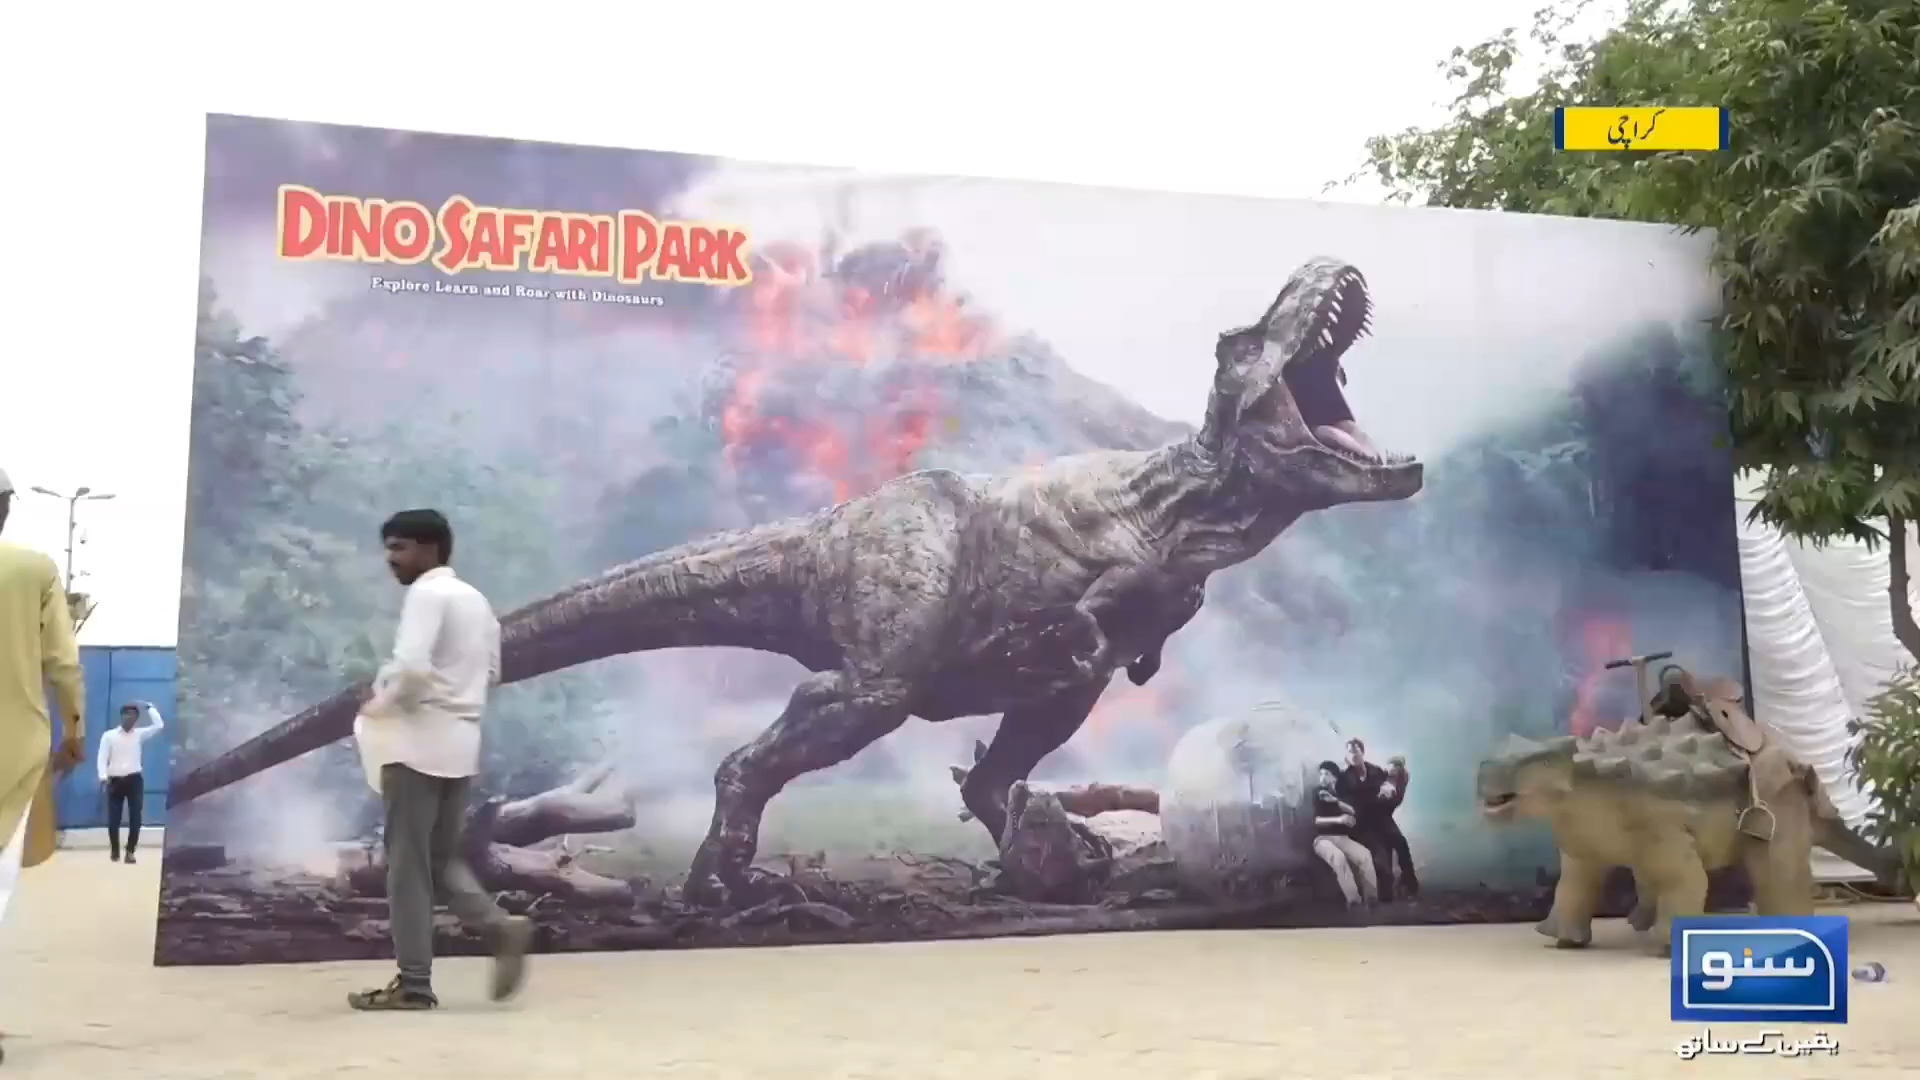 کراچی
DINO SAFARI PARK
Explore Learn and Roar with Dinosaurs
سنو
یقین کے ساتھ